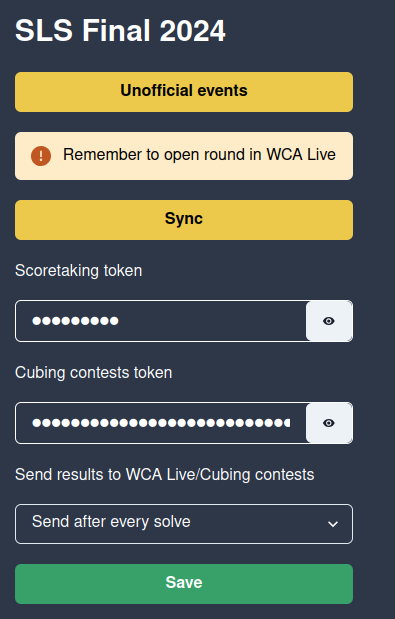 SLS Final 2024
Unofficial events
Remember to open round in WCA Live
Sync
Scoretaking token
Cubing contests token
Send results to WCA Live/Cubing contests
Send after every solve
Save